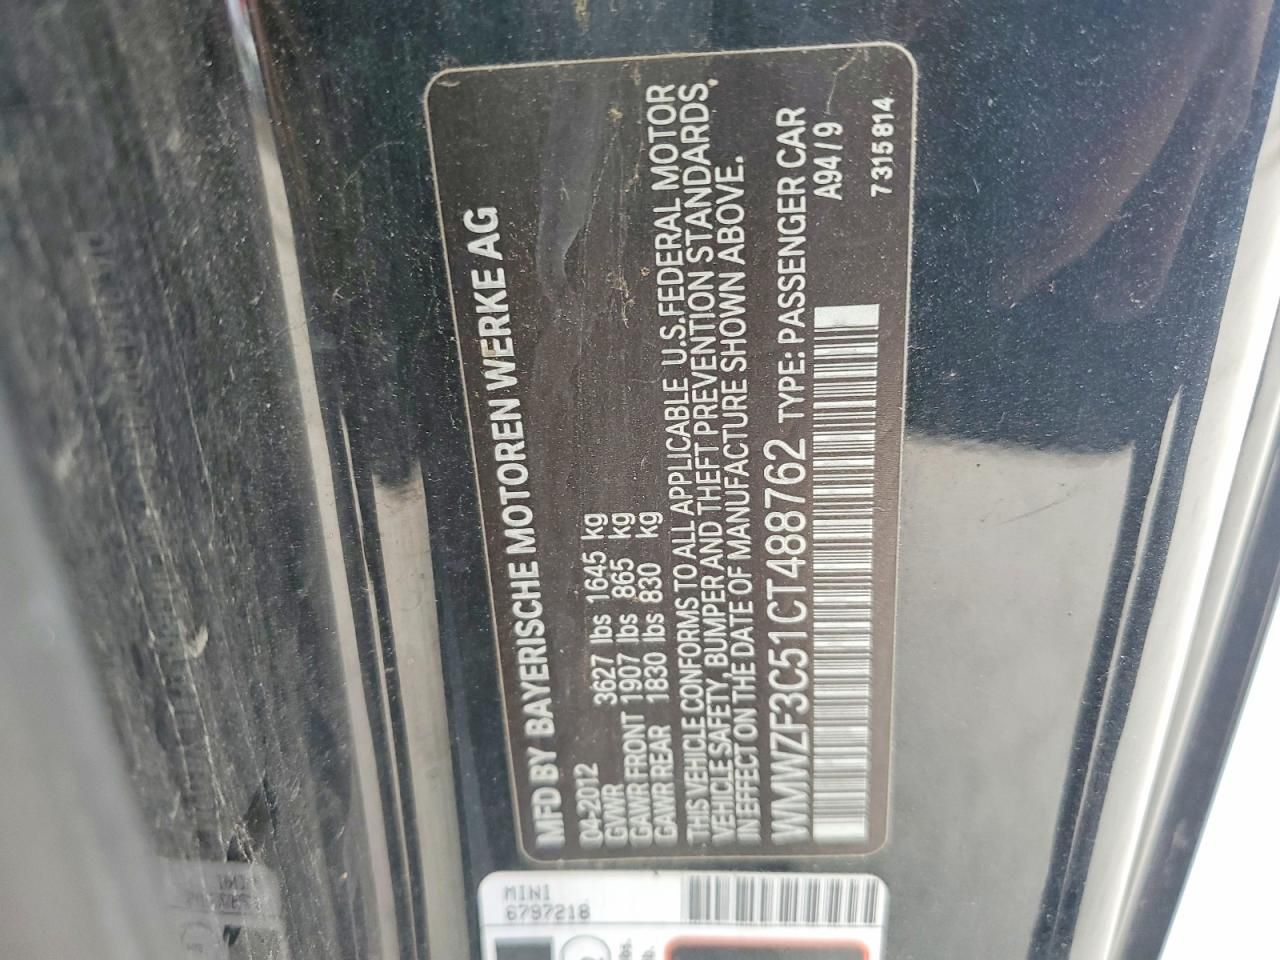 MFD BY BAYERISCHE MOTOREN WERKE AG
04-2012
GVWR 3627 lbs 1645 kg
GAWR FRONT 1907 lbs 865 kg
GAWR REAR 1830 lbs 830 kg
THIS VEHICLE CONFORMS TO ALL APPLICABLE U.S. FEDERAL MOTOR
VEHICLE SAFETY, BUMPER AND THEFT PREVENTION STANDARDS,
IN EFFECT ON THE DATE OF MANUFACTURE SHOWN ABOVE.
WMWZF3C51CT488762 TYPE: PASSENGER CAR
A94/9
7315814
MINI
6797218
lbs.
lb.